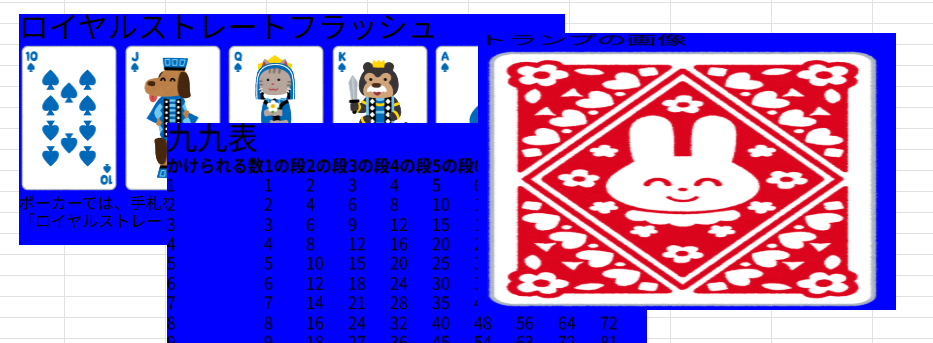 ロイヤルストレートフラッシュ
10
J
Q
K
A
10
ポーカーでは、手札
「ロイヤルストレー
トランプの画像
九九表
かけられる数 1の段 2の段 3の段 4の段 5の段
1 1 2 3 4 5
2 2 4 6 8 10
3 3 6 9 12 15
4 4 8 12 16 20
5 5 10 15 20 25
6 6 12 18 24 30
7 7 14 21 28 35
8 8 16 24 32 40 48 56 64 72
9 9 18 27 36 45 54 63 72 81